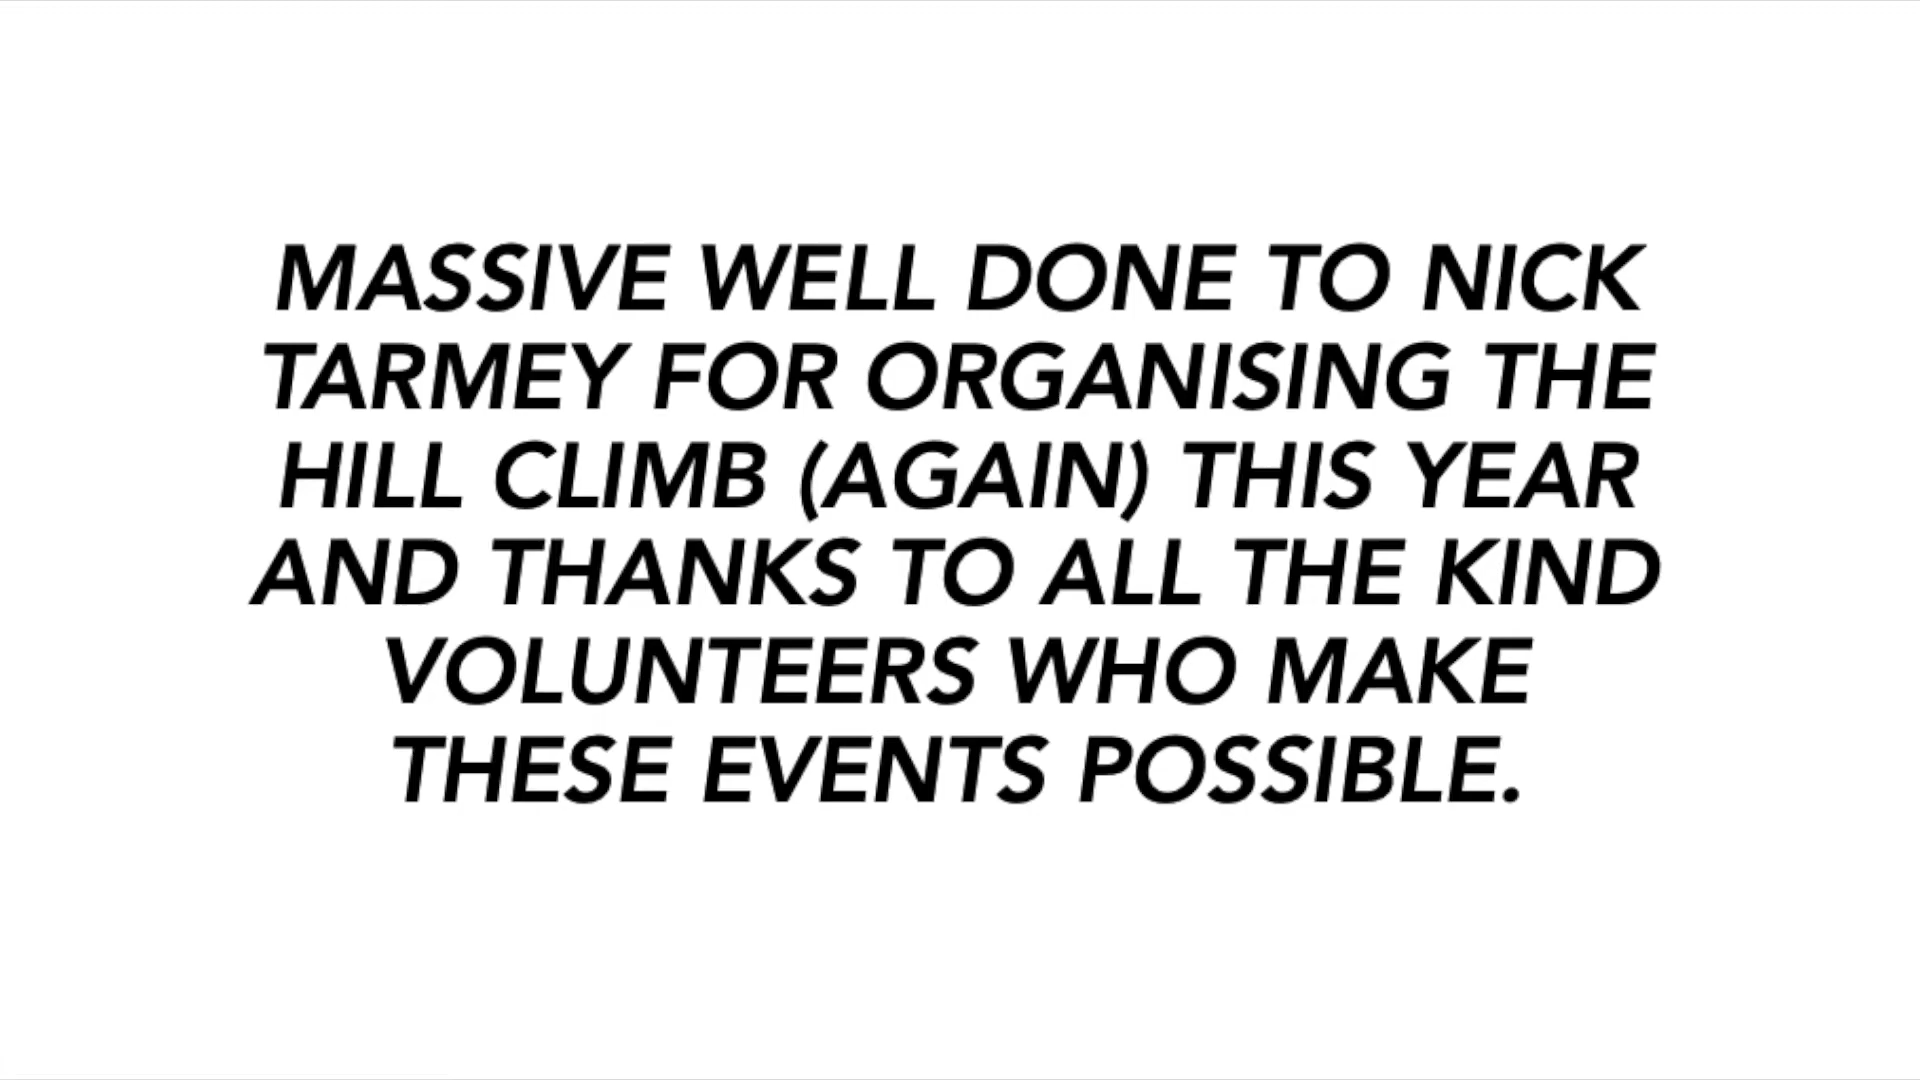 MASSIVE WELL DONE TO NICK
TARMEY FOR ORGANISING THE
HILL CLIMB (AGAIN) THIS YEAR
AND THANKS TO ALL THE KIND
VOLUNTEERS WHO MAKE
THESE EVENTS POSSIBLE.